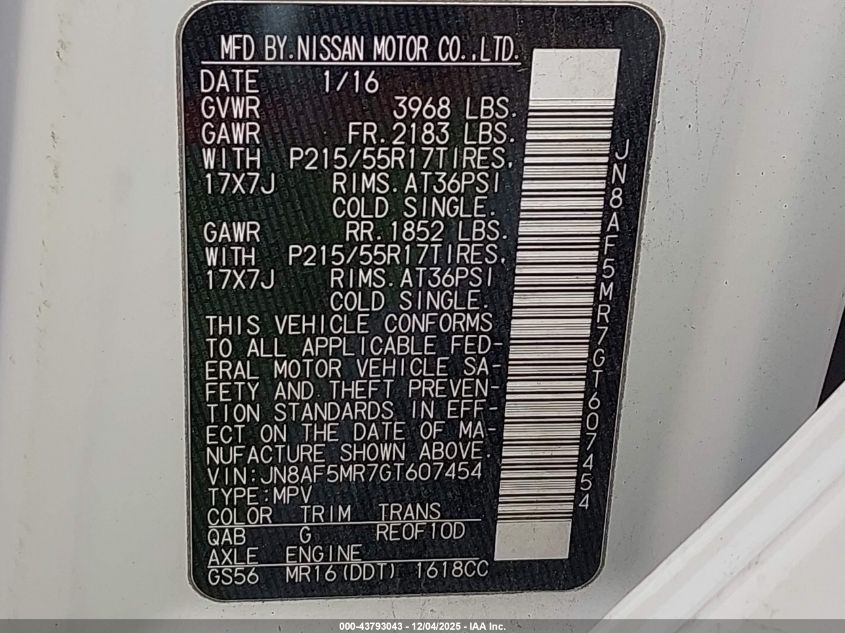 MFD BY.NISSAN MOTOR CO.,LTD.
DATE 1/16
GVWR 3968 LBS.
GAWR FR.2183 LBS.
WITH P215/55R17TIRES,
17X7J RIMS.AT36PSI
COLD SINGLE.
GAWR RR.1852 LBS.
WITH P215/55R17TIRES,
17X7J RIMS.AT36PSI
COLD SINGLE.
THIS VEHICLE CONFORMS
TO ALL APPLICABLE FED-
ERAL MOTOR VEHICLE SA-
FETY AND THEFT PREVEN-
TION STANDARDS IN EFF-
ECT ON THE DATE OF MA-
NUFACTURE SHOWN ABOVE.
VIN:JN8AF5MR7GT607454
TYPE:MPV
COLOR TRIM TRANS
QAB G RE0F10D
AXLE ENGINE
GS56 MR16(DDT) 1618CC
JN8AF5MR7GT607454
000-43793043 - 12/04/2025 - IAA Inc.